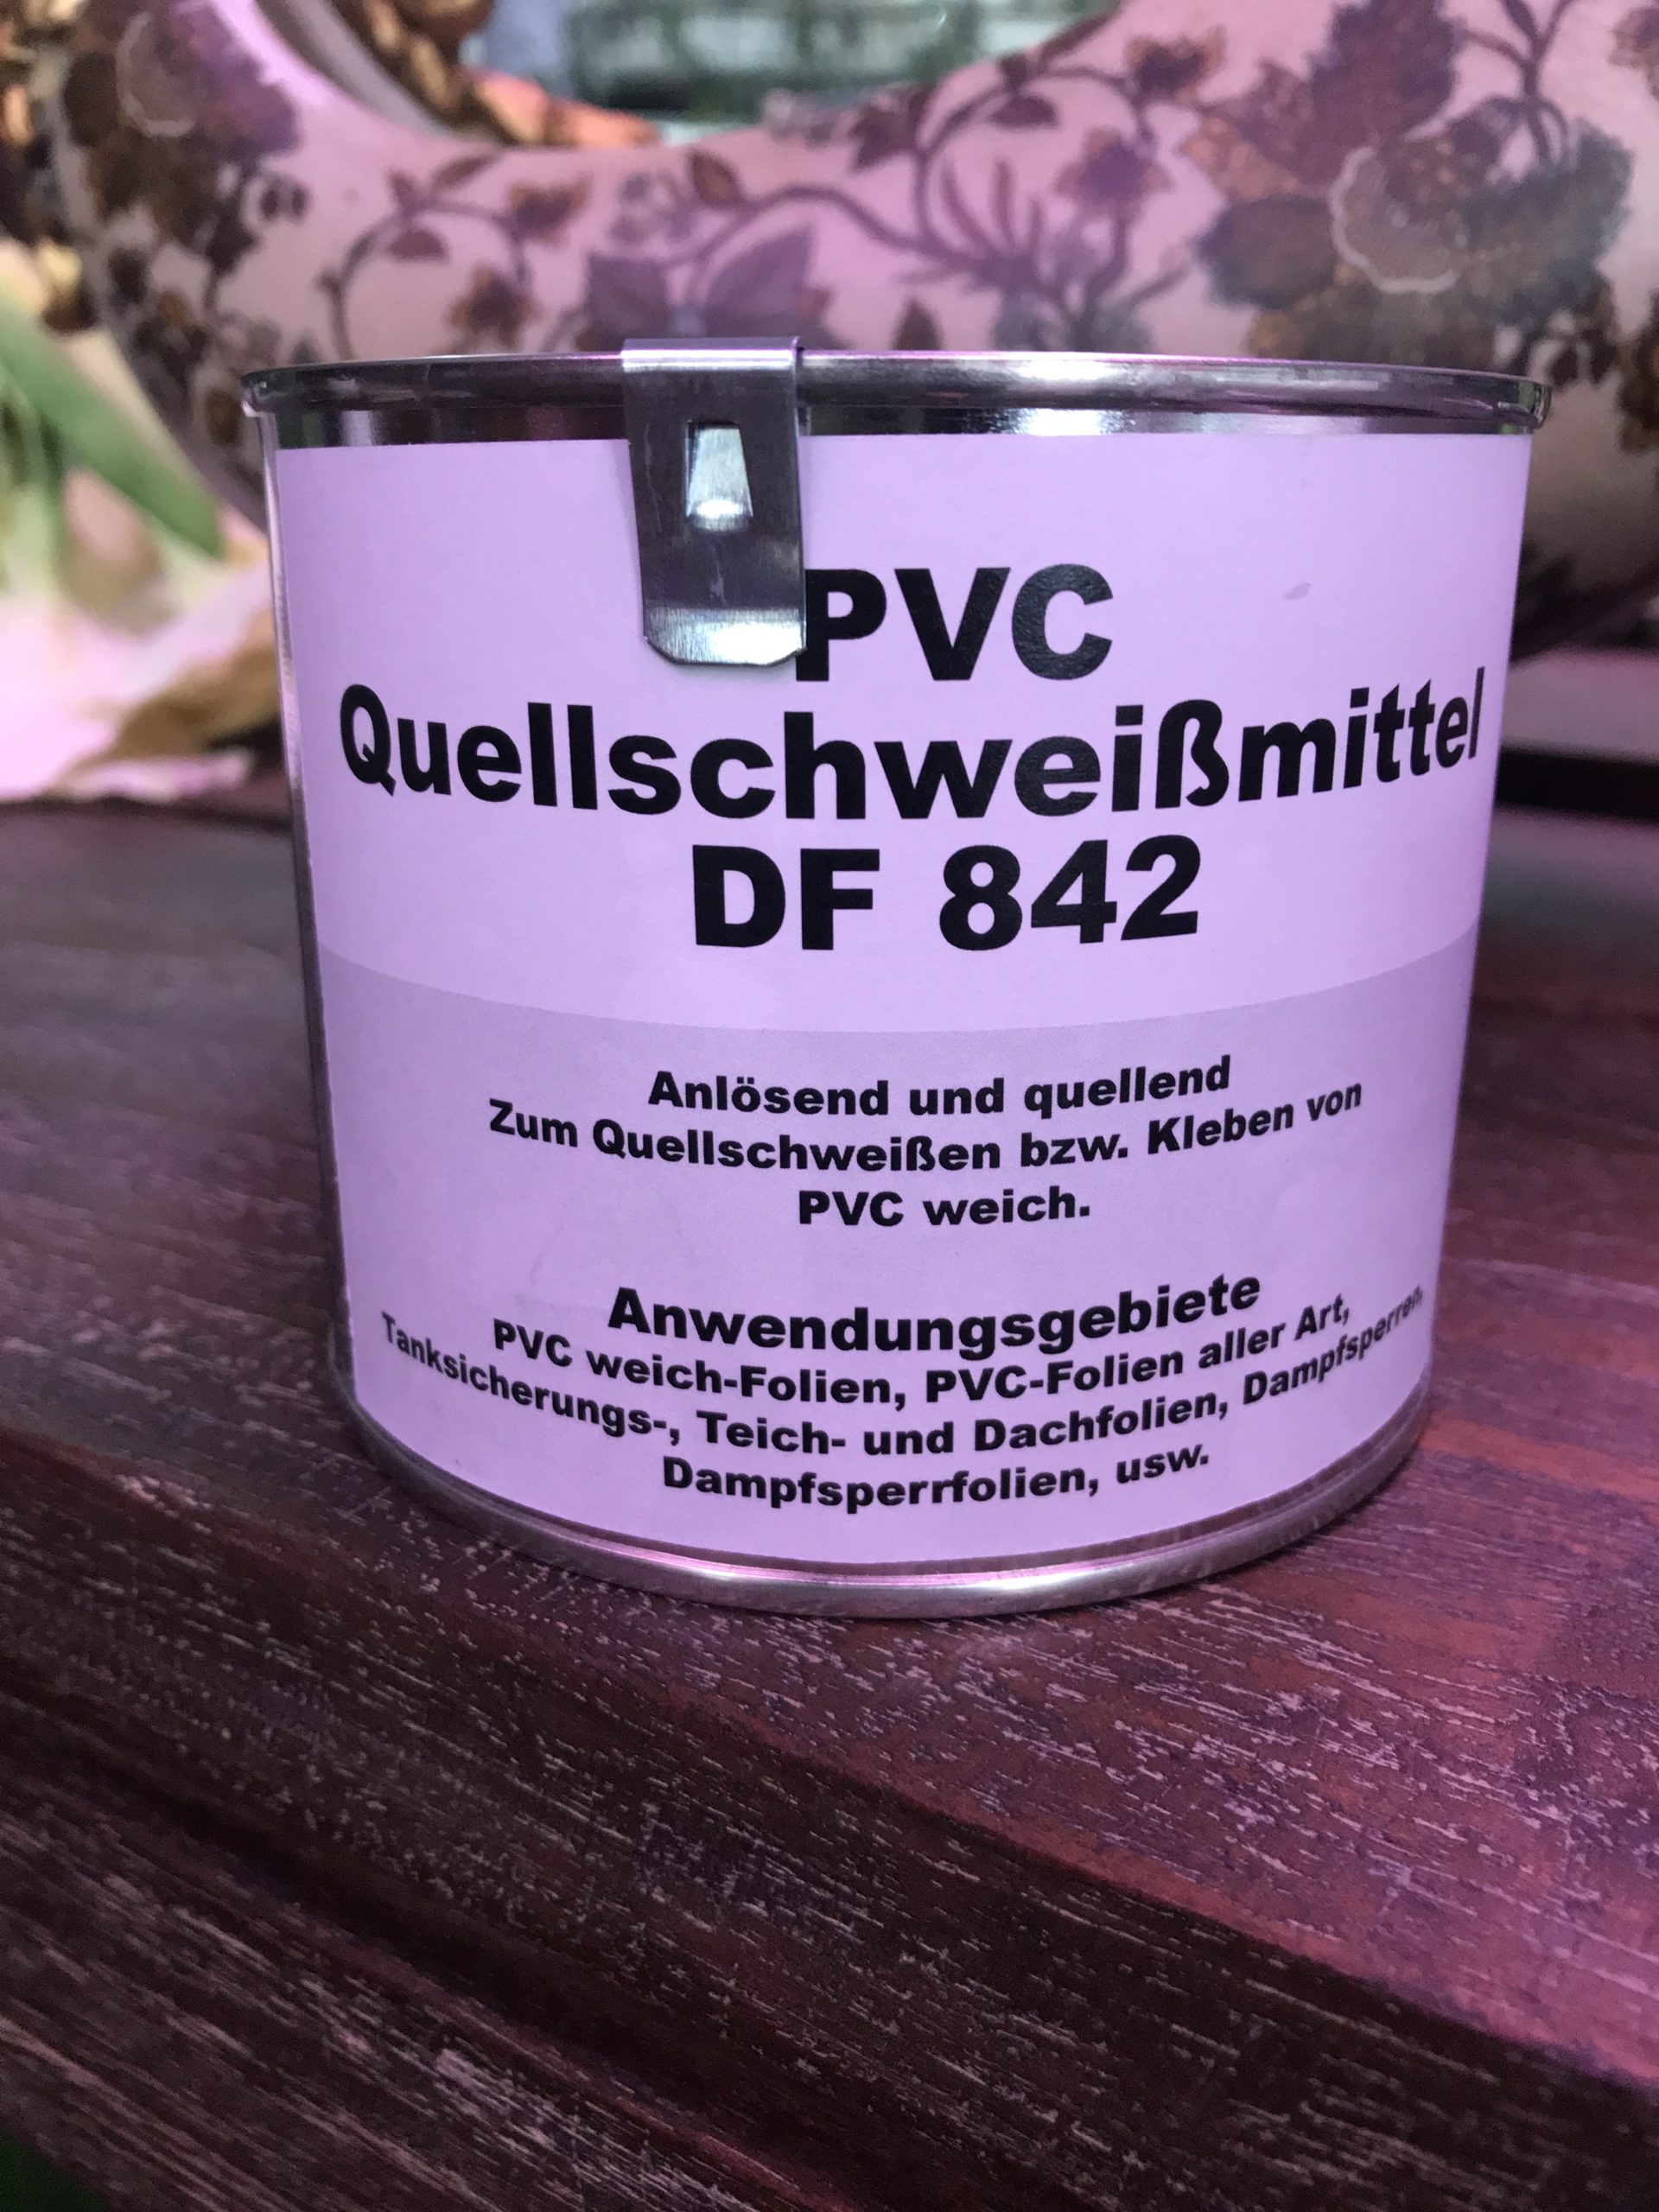 PVC
Quellschweißmittel
DF 842
Anlösend und quellend
Zum Quellschweißen bzw. Kleben von
PVC weich.
Anwendungsgebiete
PVC weich-Folien, PVC-Folien aller Art,
Tanksicherungs-, Teich- und Dachfolien, Dampfsperren,
Dampfsperrfolien, usw.